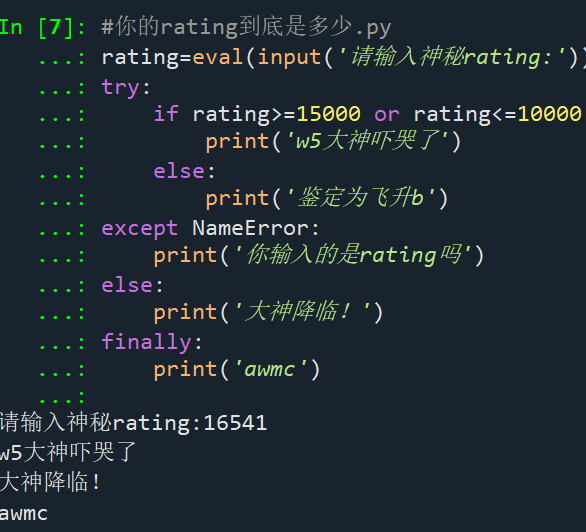 In [7]: #你的rating到底是多少.py
...: rating=eval(input('请输入神秘rating:'))
...: try:
...:     if rating>=15000 or rating<=10000
...:         print('w5大神吓哭了')
...:     else:
...:         print('鉴定为飞升b')
...: except NameError:
...:     print('你输入的是rating吗')
...: else:
...:     print('大神降临！')
...: finally:
...:     print('awmc')
...:
请输入神秘rating:16541
w5大神吓哭了
大神降临！
awmc